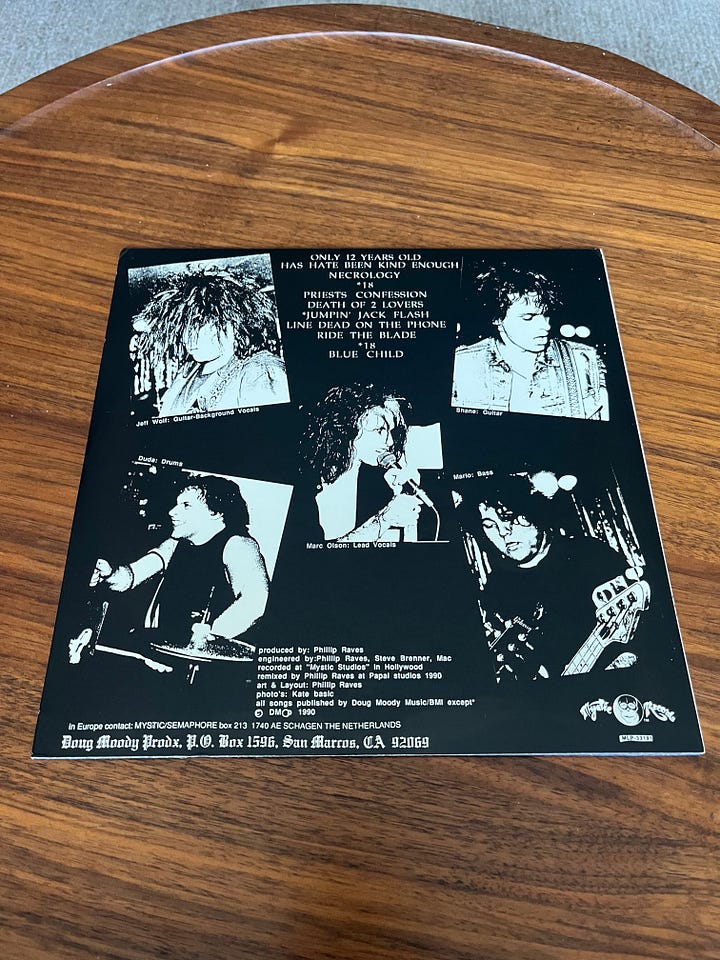 ONLY 12 YEARS OLD
HAS HATE BEEN KIND ENOUGH
NECROLOGY
*18
PRIESTS CONFESSION
DEATH OF 2 LOVERS
*JUMPIN' JACK FLASH
LINE DEAD ON THE PHONE
RIDE THE BLADE
*18
BLUE CHILD
Jeff Wolf: Guitar-Background Vocals
Shane: Guitar
Duda: Drums
Marc Olson: Lead Vocals
Mario: Bass
produced by: Phillip Raves
engineered by:Phillip Raves, Steve Brenner, Mac
recorded at "Mystic Studios" in Hollywood
remixed by Phillip Raves at Papal studios 1990
art & Layout: Phillip Raves
photo's: Kate basic
all songs published by Doug Moody Music/BMI except*
© DM℗ 1990
in Europe contact: MYSTIC/SEMAPHORE box 213 1740 AE SCHAGEN THE NETHERLANDS
Doug Moody Prodx, P.O. Box 1596, San Marcos, CA 92069
Mystic Records
TM